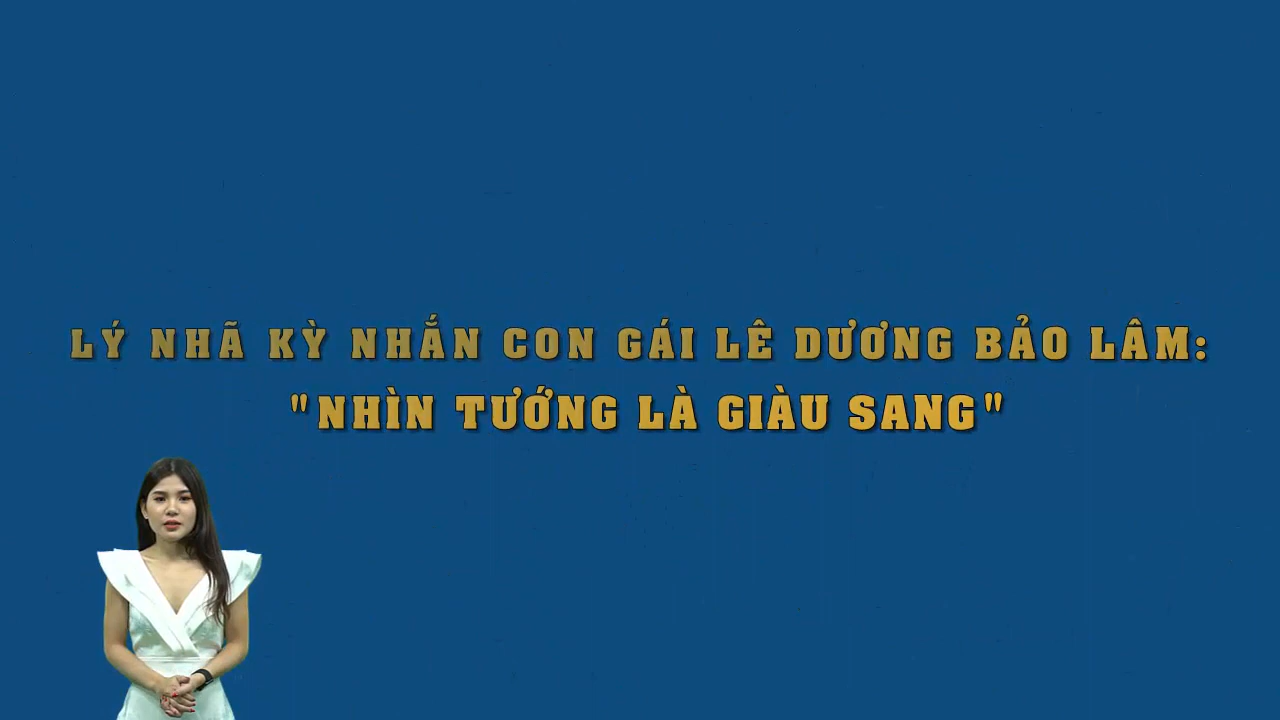 LÝ NHÃ KỲ NHẮN CON GÁI LÊ DƯƠNG BẢO LÂM:
"NHÌN TƯỚNG LÀ GIÀU SANG"